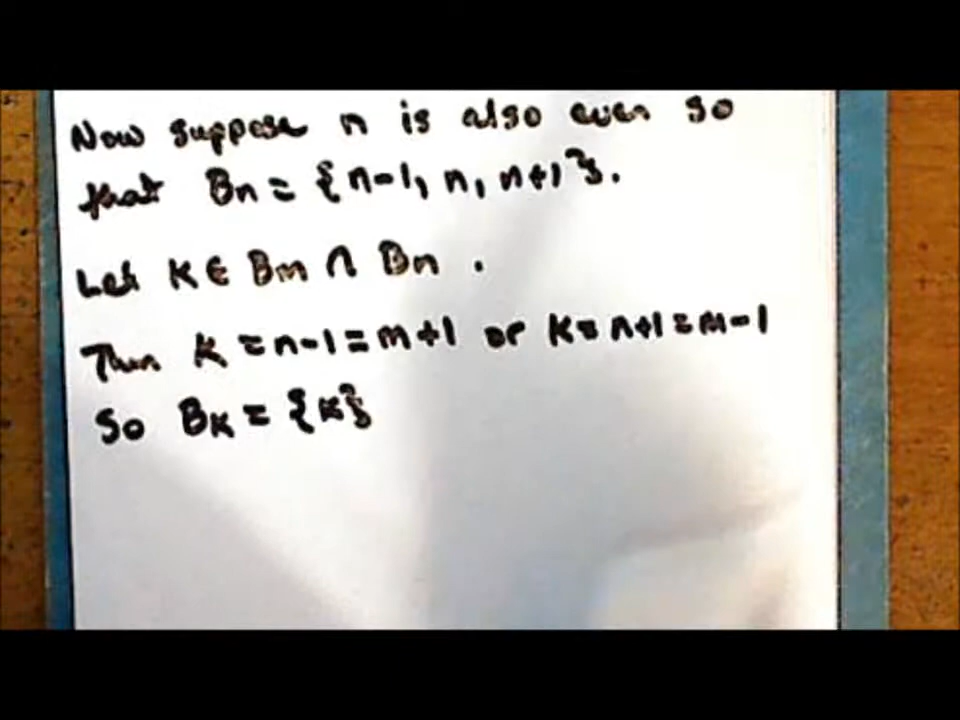 Now suppose n is also even so
that Bn = {n-1, n, n+1}.
Let K ∈ Bm ∩ Bn .
Then K = n-1 = m+1 or K = n+1 = m-1
So BK = {K}